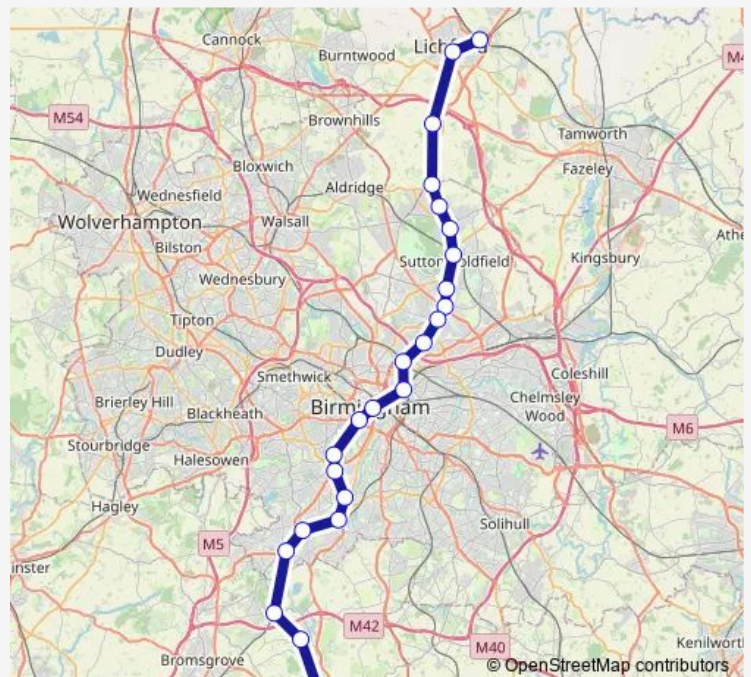 Cannock
Burntwood
M54
Brownhills
Tamworth
Bloxwich
Fazeley
Wednesfield
Aldridge
Wolverhampton
Walsall
Bilston
Kingsbury
Wednesbury
Tipton
Dudley
Smethwick
Coleshill
Brierley Hill
Blackheath
Chelmsley
Wood
M6
Stourbridge
Halesowen
Hagley
Solihull
M5
M42
M40
Bromsgrove
© OpenStreetMap contributors